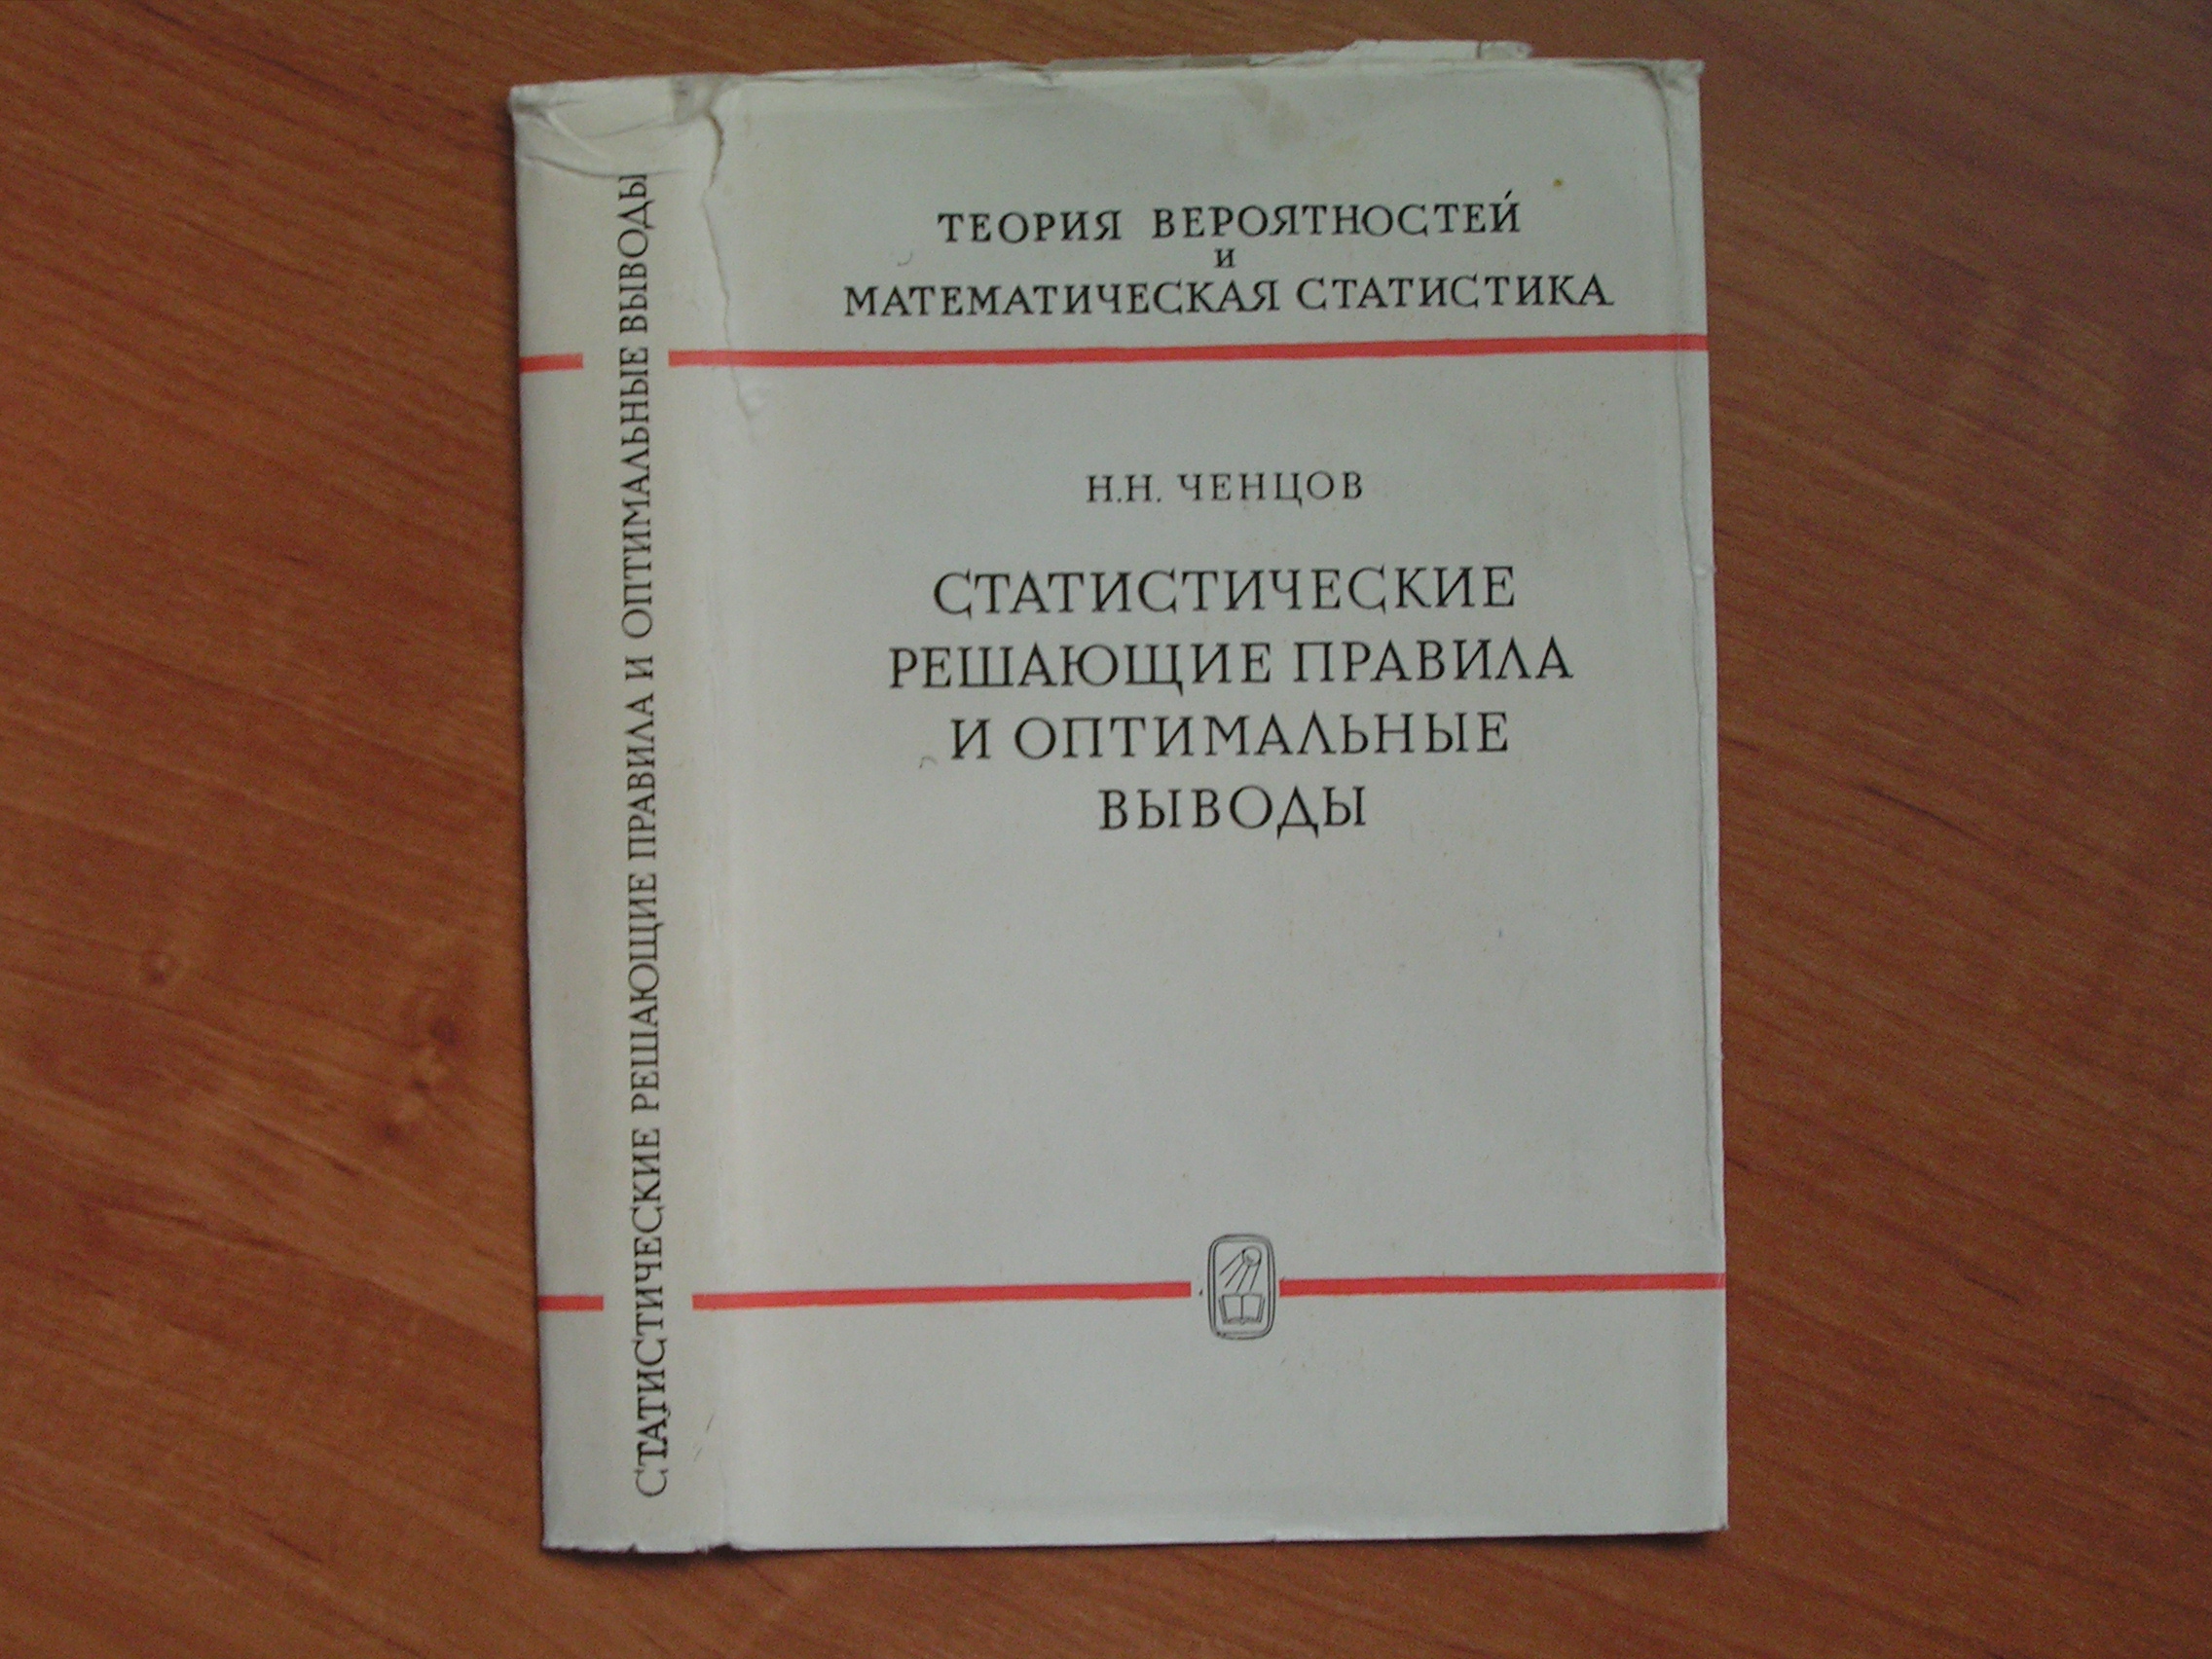 СТАТИСТИЧЕСКИЕ РЕШАЮЩИЕ ПРАВИЛА И ОПТИМАЛЬНЫЕ ВЫВОДЫ
ТЕОРИЯ ВЕРОЯТНОСТЕЙ
И
МАТЕМАТИЧЕСКАЯ СТАТИСТИКА
Н.Н. ЧЕНЦОВ
СТАТИСТИЧЕСКИЕ
РЕШАЮЩИЕ ПРАВИЛА
И ОПТИМАЛЬНЫЕ
ВЫВОДЫ